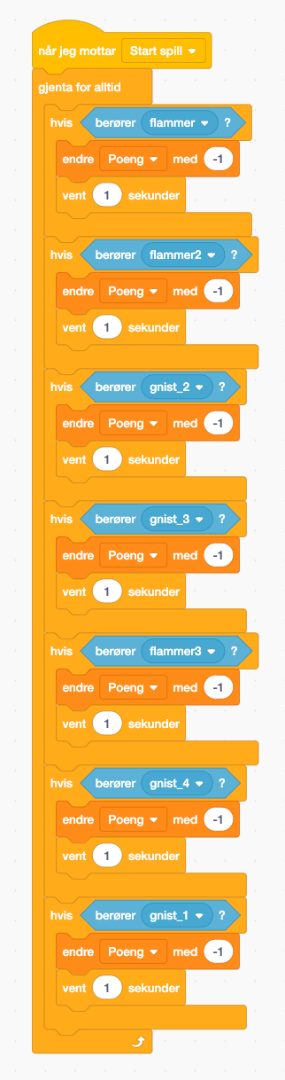 når jeg mottar Start spill
gjenta for alltid
hvis berører flammer ?
endre Poeng med -1
vent 1 sekunder
hvis berører flammer2 ?
endre Poeng med -1
vent 1 sekunder
hvis berører gnist_2 ?
endre Poeng med -1
vent 1 sekunder
hvis berører gnist_3 ?
endre Poeng med -1
vent 1 sekunder
hvis berører flammer3 ?
endre Poeng med -1
vent 1 sekunder
hvis berører gnist_4 ?
endre Poeng med -1
vent 1 sekunder
hvis berører gnist_1 ?
endre Poeng med -1
vent 1 sekunder